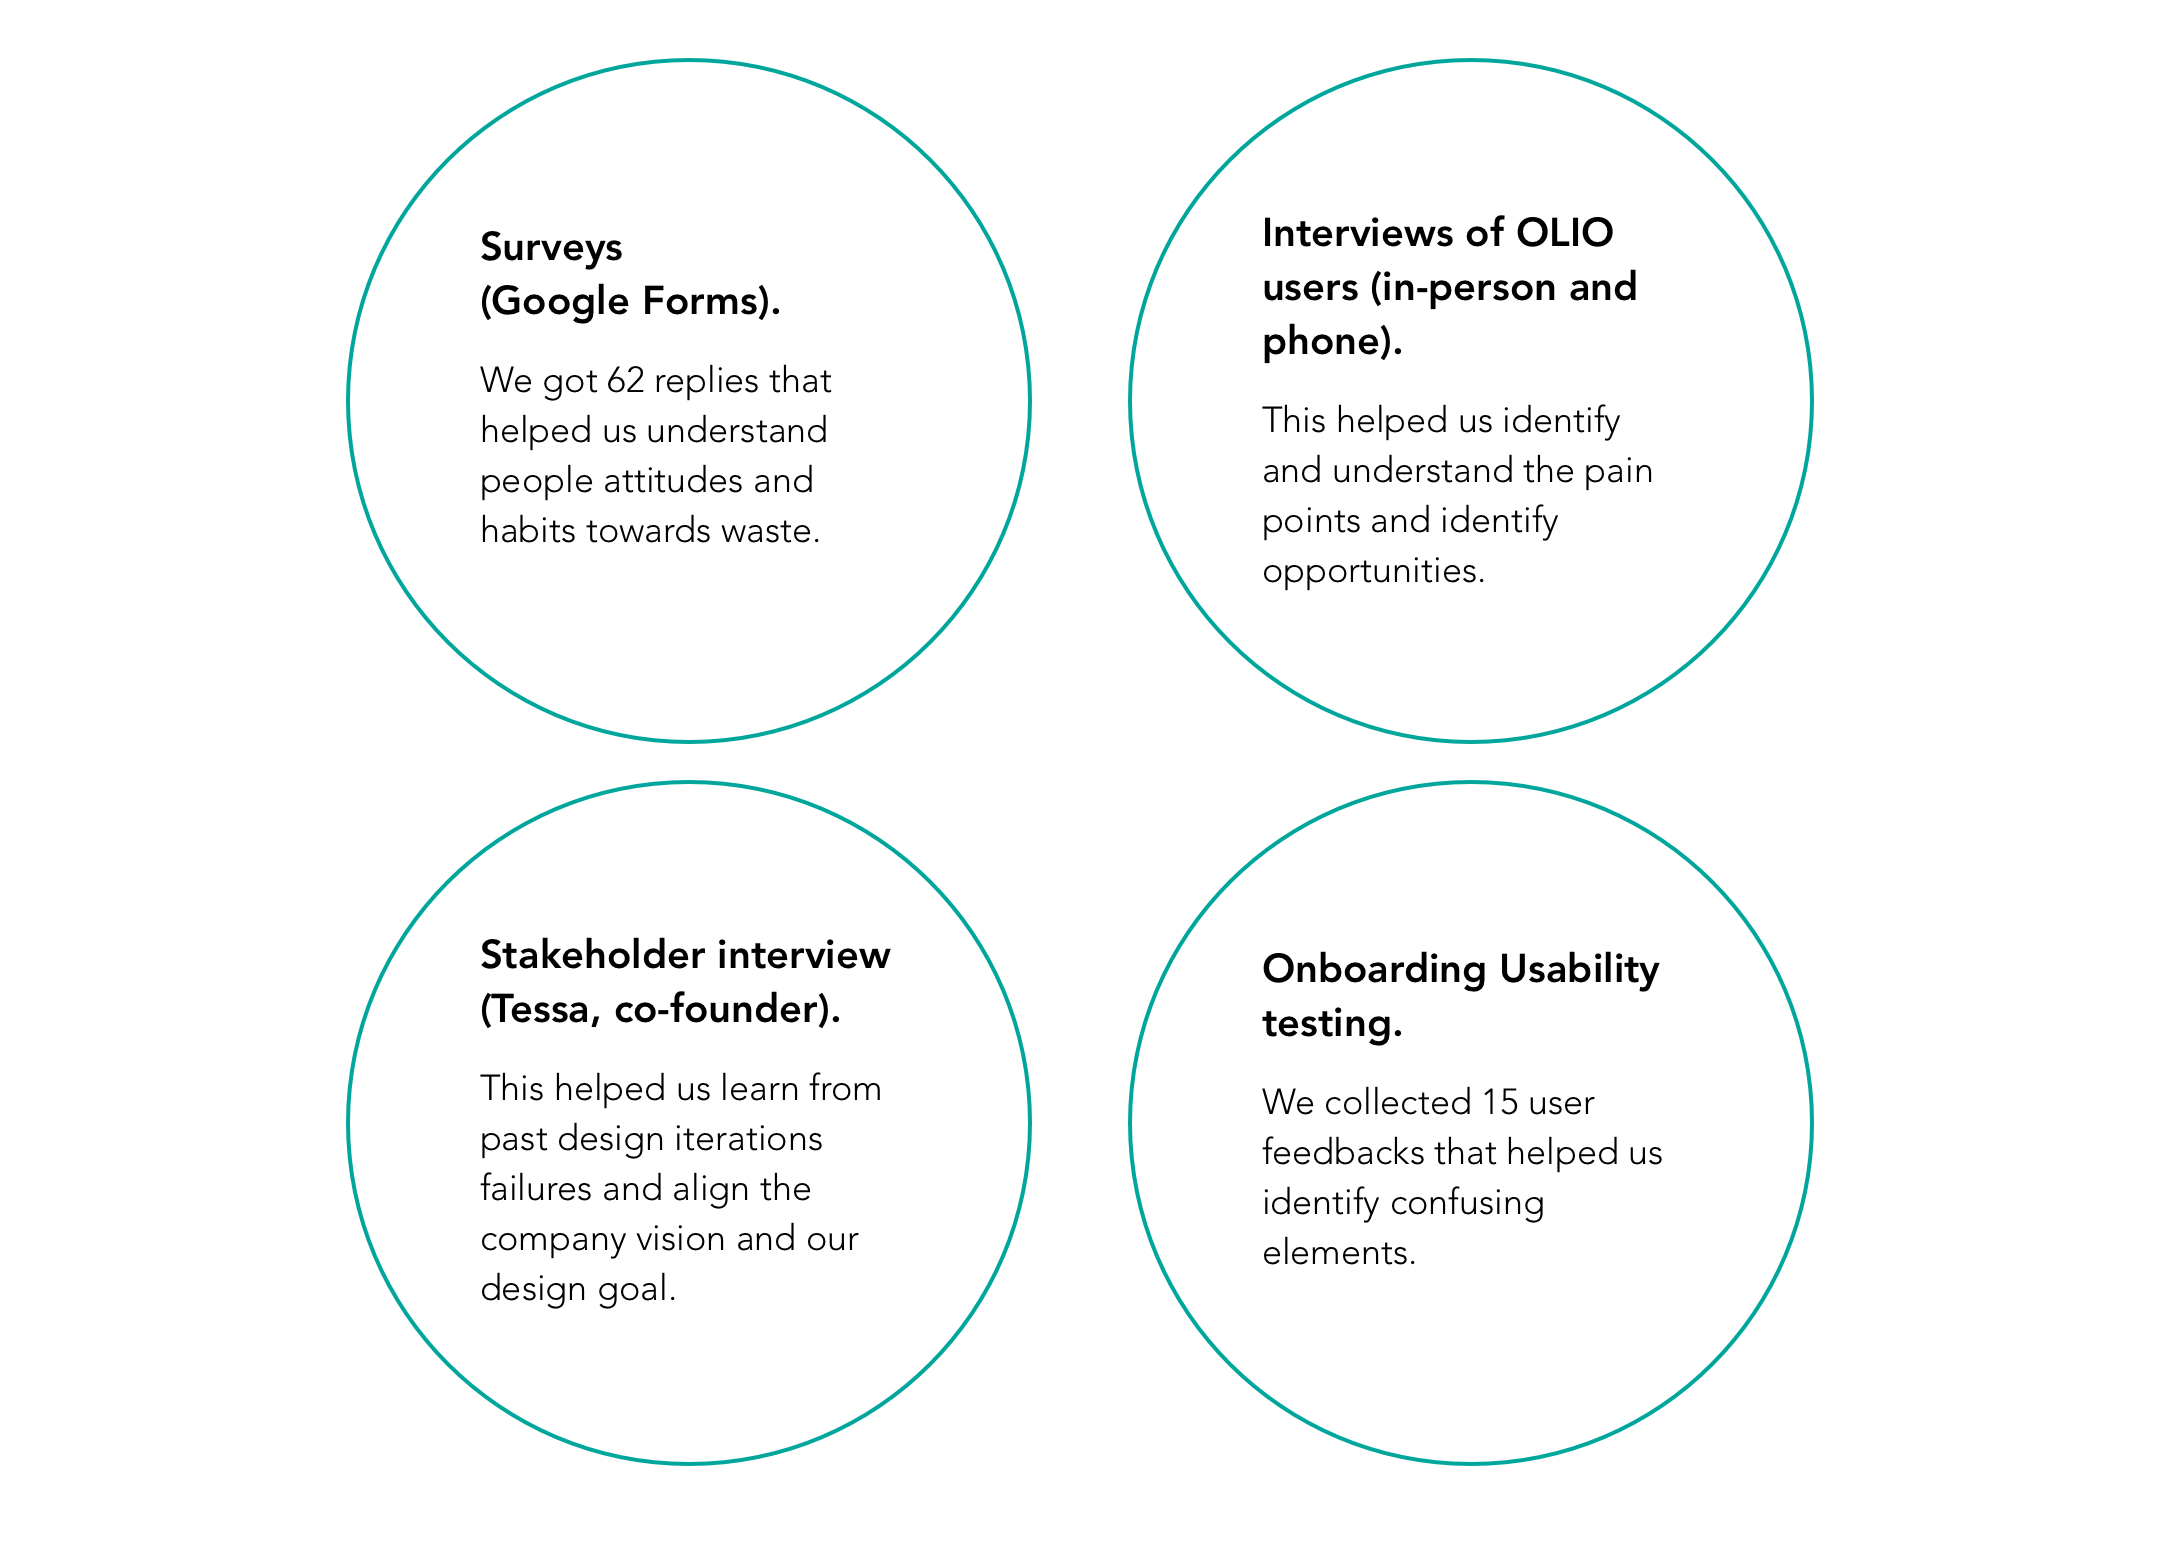 Surveys
(Google Forms).
We got 62 replies that
helped us understand
people attitudes and
habits towards waste.
Interviews of OLIO
users (in-person and
phone).
This helped us identify
and understand the pain
points and identify
opportunities.
Stakeholder interview
(Tessa, co-founder).
This helped us learn from
past design iterations
failures and align the
company vision and our
design goal.
Onboarding Usability
testing.
We collected 15 user
feedbacks that helped us
identify confusing
elements.